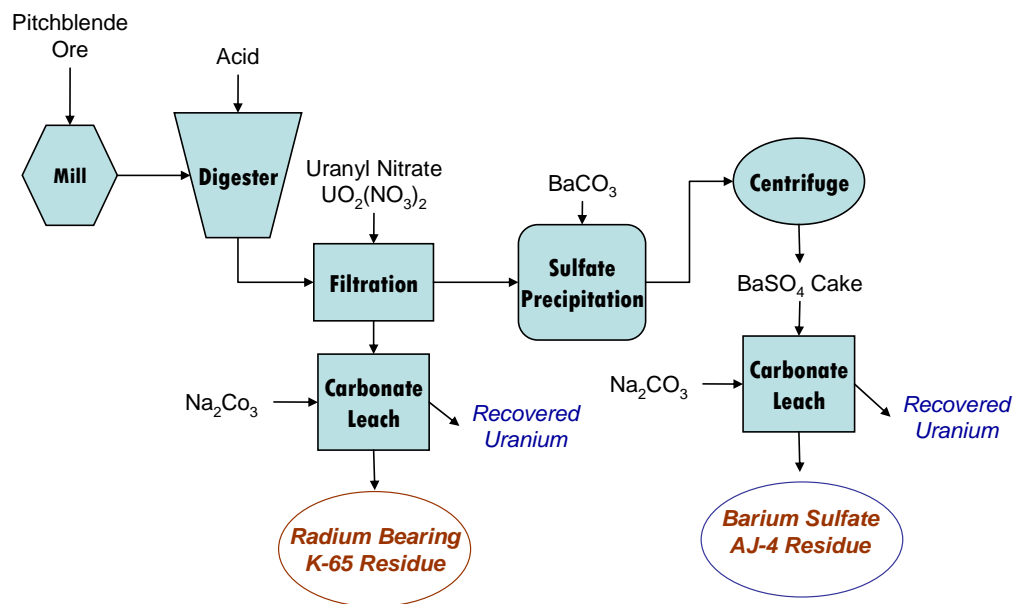 Pitchblende
Ore
Acid
Mill
Digester
Uranyl Nitrate
UO₂(NO₃)₂
Filtration
BaCO₃
Sulfate
Precipitation
Centrifuge
BaSO₄ Cake
Na₂Co₃
Carbonate
Leach
Recovered
Uranium
Na₂CO₃
Carbonate
Leach
Recovered
Uranium
Radium Bearing
K-65 Residue
Barium Sulfate
AJ-4 Residue